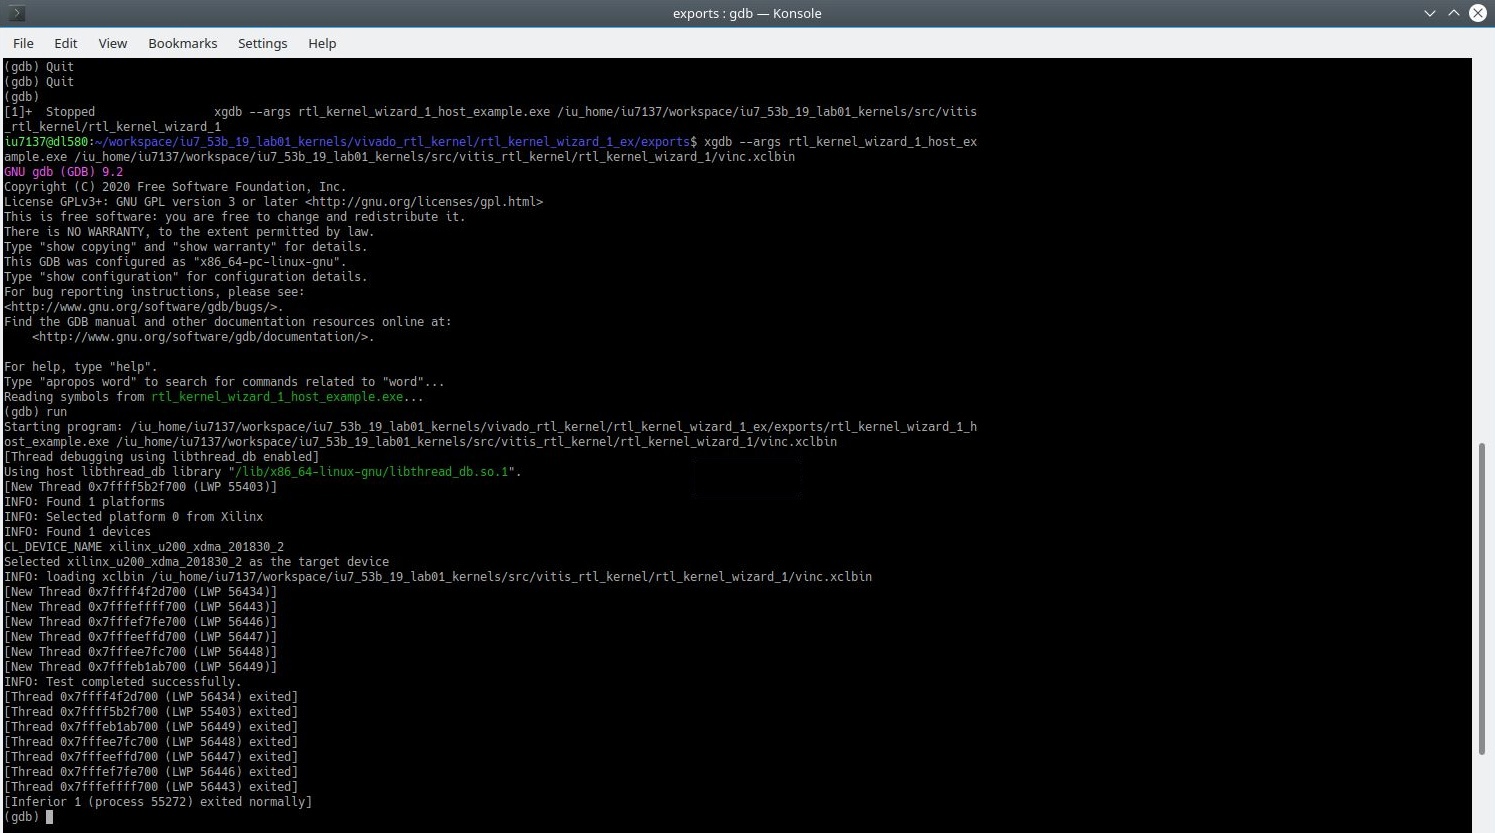 exports : gdb — Konsole
File Edit View Bookmarks Settings Help
(gdb) Quit
(gdb) Quit
(gdb)
[1]+  Stopped                 xgdb --args rtl_kernel_wizard_1_host_example.exe /iu_home/iu7137/workspace/iu7_53b_19_lab01_kernels/src/vitis
_rtl_kernel/rtl_kernel_wizard_1
iu7137@dl580:~/workspace/iu7_53b_19_lab01_kernels/vivado_rtl_kernel/rtl_kernel_wizard_1_ex/exports$ xgdb --args rtl_kernel_wizard_1_host_ex
ample.exe /iu_home/iu7137/workspace/iu7_53b_19_lab01_kernels/src/vitis_rtl_kernel/rtl_kernel_wizard_1/vinc.xclbin
GNU gdb (GDB) 9.2
Copyright (C) 2020 Free Software Foundation, Inc.
License GPLv3+: GNU GPL version 3 or later <http://gnu.org/licenses/gpl.html>
This is free software: you are free to change and redistribute it.
There is NO WARRANTY, to the extent permitted by law.
Type "show copying" and "show warranty" for details.
This GDB was configured as "x86_64-pc-linux-gnu".
Type "show configuration" for configuration details.
For bug reporting instructions, please see:
<http://www.gnu.org/software/gdb/bugs/>.
Find the GDB manual and other documentation resources online at:
    <http://www.gnu.org/software/gdb/documentation/>.
For help, type "help".
Type "apropos word" to search for commands related to "word"...
Reading symbols from rtl_kernel_wizard_1_host_example.exe...
(gdb) run
Starting program: /iu_home/iu7137/workspace/iu7_53b_19_lab01_kernels/vivado_rtl_kernel/rtl_kernel_wizard_1_ex/exports/rtl_kernel_wizard_1_h
ost_example.exe /iu_home/iu7137/workspace/iu7_53b_19_lab01_kernels/src/vitis_rtl_kernel/rtl_kernel_wizard_1/vinc.xclbin
[Thread debugging using libthread_db enabled]
Using host libthread_db library "/lib/x86_64-linux-gnu/libthread_db.so.1".
[New Thread 0x7ffff5b2f700 (LWP 55403)]
INFO: Found 1 platforms
INFO: Selected platform 0 from Xilinx
INFO: Found 1 devices
CL_DEVICE_NAME xilinx_u200_xdma_201830_2
Selected xilinx_u200_xdma_201830_2 as the target device
INFO: loading xclbin /iu_home/iu7137/workspace/iu7_53b_19_lab01_kernels/src/vitis_rtl_kernel/rtl_kernel_wizard_1/vinc.xclbin
[New Thread 0x7ffff4f2d700 (LWP 56434)]
[New Thread 0x7fffeffff700 (LWP 56443)]
[New Thread 0x7fffef7fe700 (LWP 56446)]
[New Thread 0x7fffeeffd700 (LWP 56447)]
[New Thread 0x7fffee7fc700 (LWP 56448)]
[New Thread 0x7fffeb1ab700 (LWP 56449)]
INFO: Test completed successfully.
[Thread 0x7ffff4f2d700 (LWP 56434) exited]
[Thread 0x7ffff5b2f700 (LWP 55403) exited]
[Thread 0x7fffeb1ab700 (LWP 56449) exited]
[Thread 0x7fffee7fc700 (LWP 56448) exited]
[Thread 0x7fffeeffd700 (LWP 56447) exited]
[Thread 0x7fffef7fe700 (LWP 56446) exited]
[Thread 0x7fffeffff700 (LWP 56443) exited]
[Inferior 1 (process 55272) exited normally]
(gdb)